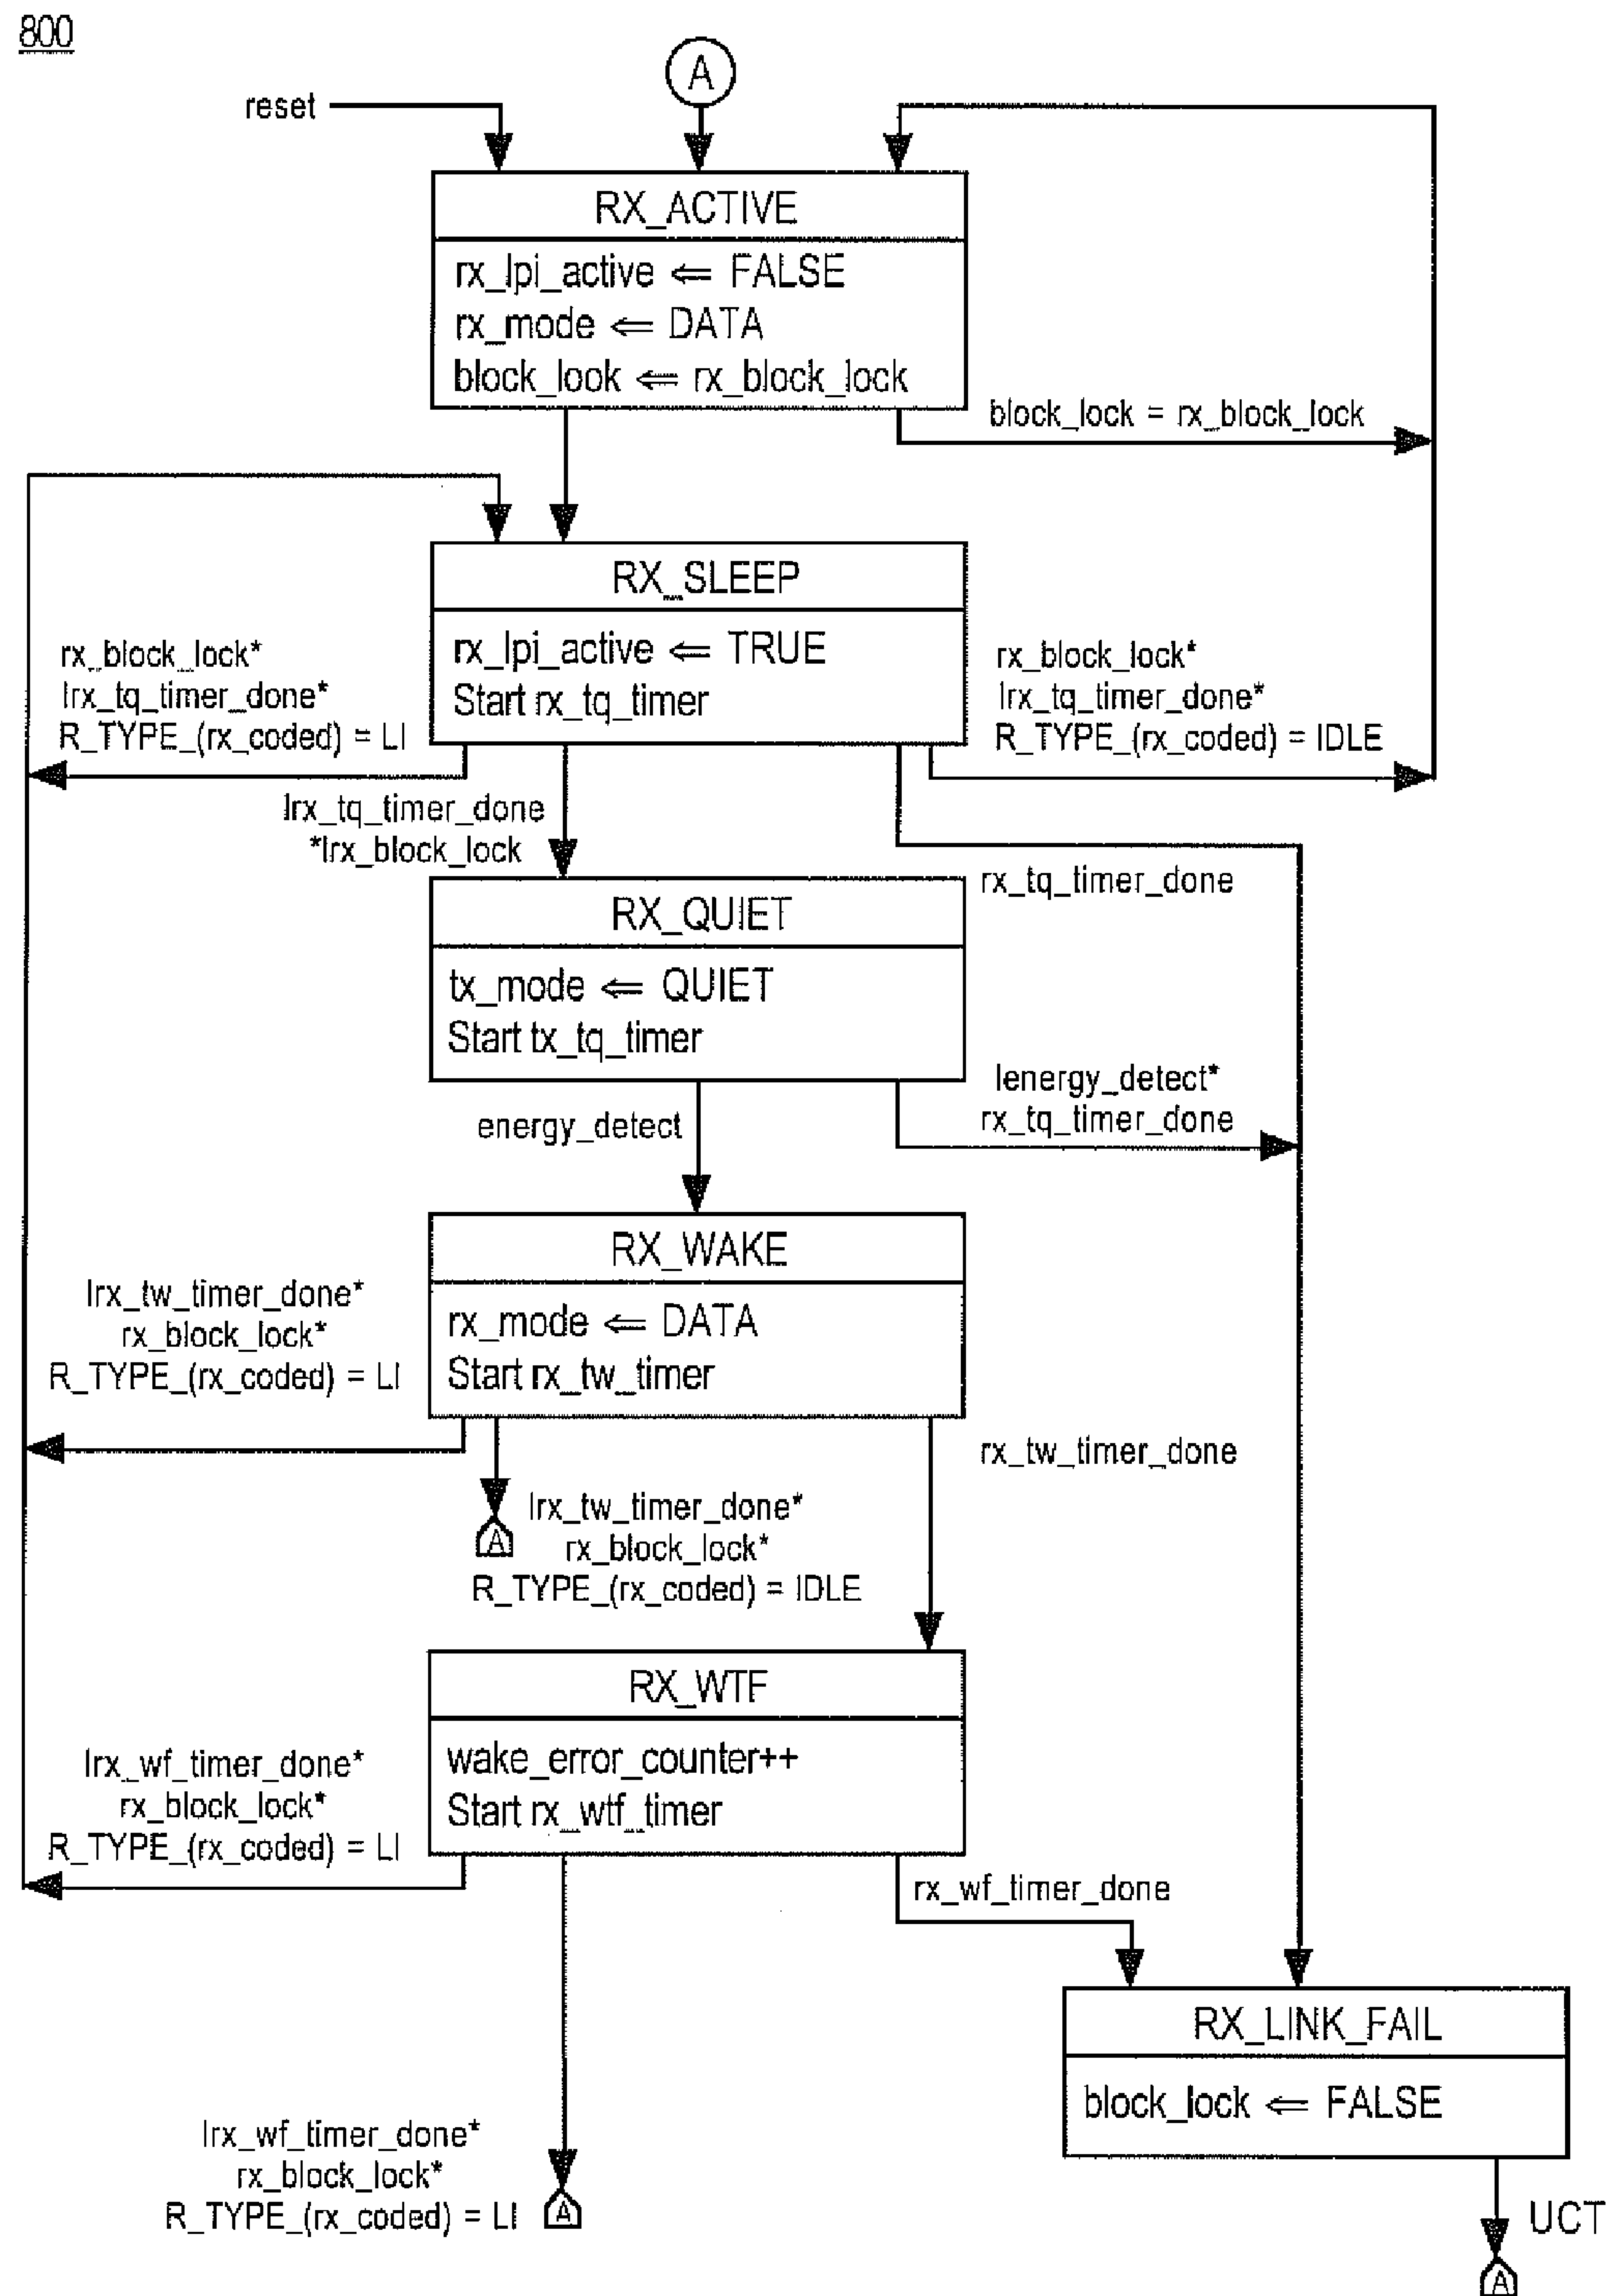 800
A
reset
RX_ACTIVE
rx_lpi_active ⇐ FALSE
rx_mode ⇐ DATA
block_look ⇐ rx_block_lock
block_lock = rx_block_lock
RX_SLEEP
rx_lpi_active ⇐ TRUE
Start rx_tq_timer
rx_block_lock*
!rx_tq_timer_done*
R_TYPE_(rx_coded) = LI
rx_block_lock*
!rx_tq_timer_done*
R_TYPE_(rx_coded) = IDLE
!rx_tq_timer_done
*!rx_block_lock
rx_tq_timer_done
RX_QUIET
tx_mode ⇐ QUIET
Start tx_tq_timer
energy_detect
!energy_detect*
rx_tq_timer_done
RX_WAKE
rx_mode ⇐ DATA
Start rx_tw_timer
!rx_tw_timer_done*
rx_block_lock*
R_TYPE_(rx_coded) = LI
rx_tw_timer_done
A
!rx_tw_timer_done*
rx_block_lock*
R_TYPE_(rx_coded) = IDLE
RX_WTF
wake_error_counter++
Start rx_wtf_timer
!rx_wf_timer_done*
rx_block_lock*
R_TYPE_(rx_coded) = LI
rx_wf_timer_done
RX_LINK_FAIL
block_lock ⇐ FALSE
!rx_wf_timer_done*
rx_block_lock*
R_TYPE_(rx_coded) = LI
A
UCT
A